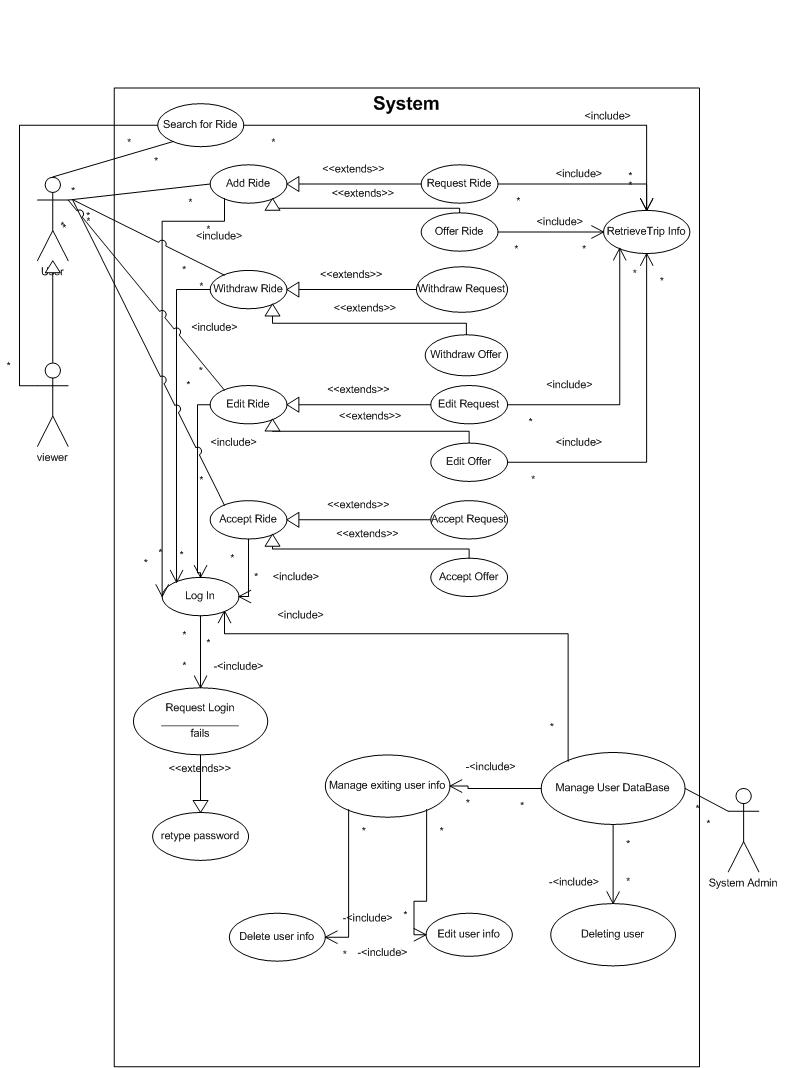 System
Search for Ride
<include>
Add Ride
<<extends>>
Request Ride
<include>
<<extends>>
<include>
Offer Ride
<include>
RetrieveTrip Info
User
Withdraw Ride
<<extends>>
Withdraw Request
<<extends>>
<include>
Withdraw Offer
Edit Ride
<<extends>>
Edit Request
<include>
<<extends>>
<include>
Edit Offer
<include>
viewer
Accept Ride
<<extends>>
Accept Request
<<extends>>
Accept Offer
<include>
Log In
<include>
-<include>
Request Login
fails
<<extends>>
retype password
Manage exiting user info
-<include>
Manage User DataBase
System Admin
-<include>
-<include>
Delete user info
Edit user info
-<include>
Deleting user